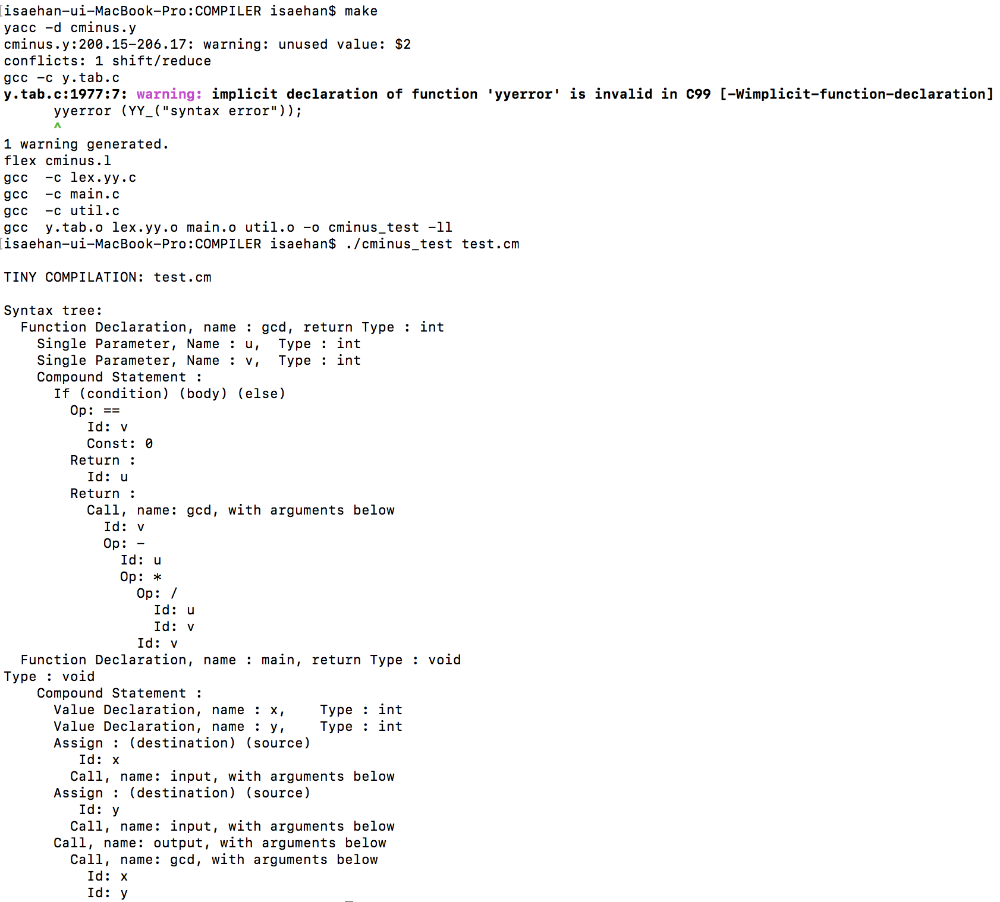 isaehan-ui-MacBook-Pro:COMPILER isaehan$ make
yacc -d cminus.y
cminus.y:200.15-206.17: warning: unused value: $2
conflicts: 1 shift/reduce
gcc -c y.tab.c
y.tab.c:1977:7: warning: implicit declaration of function 'yyerror' is invalid in C99 [-Wimplicit-function-declaration]
      yyerror (YY_("syntax error"));
      ^
1 warning generated.
flex cminus.l
gcc  -c lex.yy.c
gcc  -c main.c
gcc  -c util.c
gcc  y.tab.o lex.yy.o main.o util.o -o cminus_test -ll
isaehan-ui-MacBook-Pro:COMPILER isaehan$ ./cminus_test test.cm

TINY COMPILATION: test.cm

Syntax tree:
  Function Declaration, name : gcd, return Type : int
    Single Parameter, Name : u,  Type : int
    Single Parameter, Name : v,  Type : int
    Compound Statement :
      If (condition) (body) (else)
        Op: ==
          Id: v
          Const: 0
        Return :
          Id: u
        Return :
          Call, name: gcd, with arguments below
            Id: v
            Op: -
              Id: u
              Op: *
                Op: /
                  Id: u
                  Id: v
                Id: v
  Function Declaration, name : main, return Type : void
Type : void
    Compound Statement :
      Value Declaration, name : x,    Type : int
      Value Declaration, name : y,    Type : int
      Assign : (destination) (source)
         Id: x
        Call, name: input, with arguments below
      Assign : (destination) (source)
         Id: y
        Call, name: input, with arguments below
      Call, name: output, with arguments below
        Call, name: gcd, with arguments below
          Id: x
          Id: y